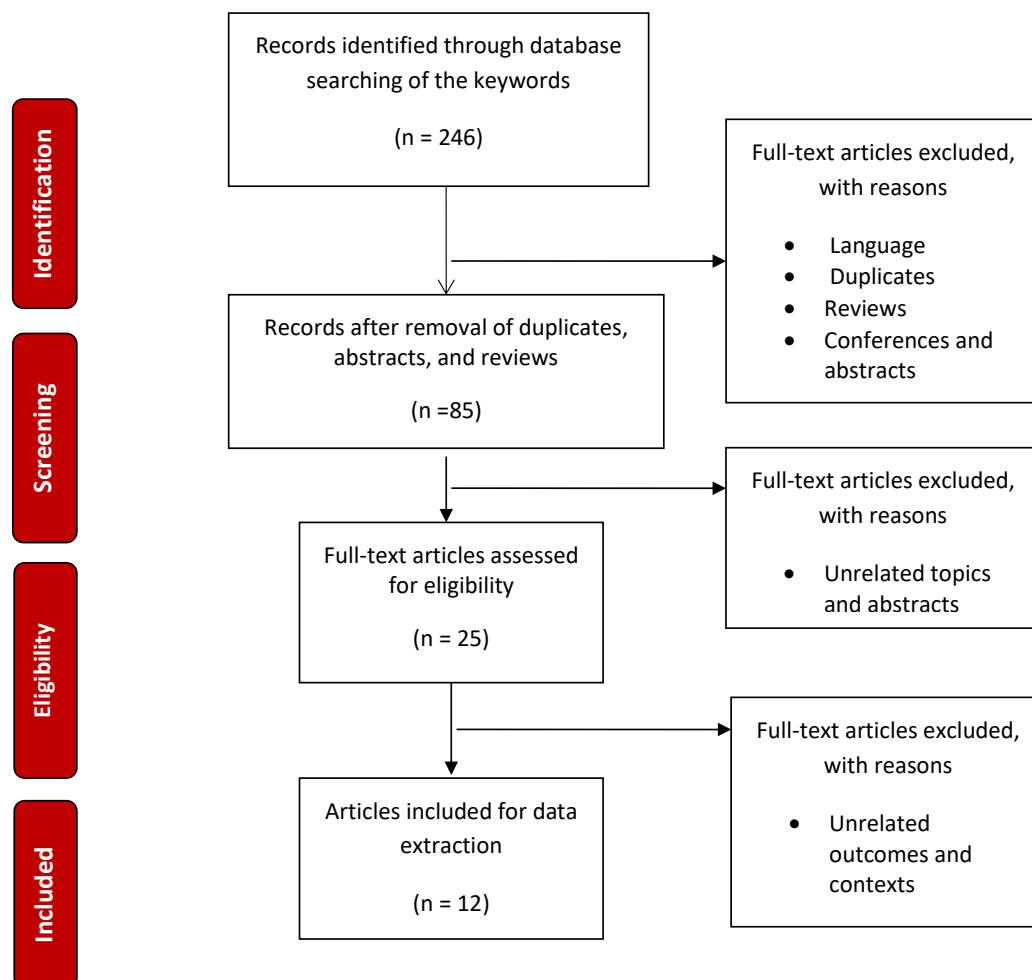 Records identified through database
searching of the keywords
(n = 246)
Identification
Full-text articles excluded,
with reasons
• Language
• Duplicates
• Reviews
• Conferences and
abstracts
Records after removal of duplicates,
abstracts, and reviews
(n =85)
Screening
Full-text articles excluded,
with reasons
• Unrelated topics
and abstracts
Full-text articles assessed
for eligibility
(n = 25)
Eligibility
Full-text articles excluded,
with reasons
• Unrelated
outcomes and
contexts
Articles included for data
extraction
(n = 12)
Included